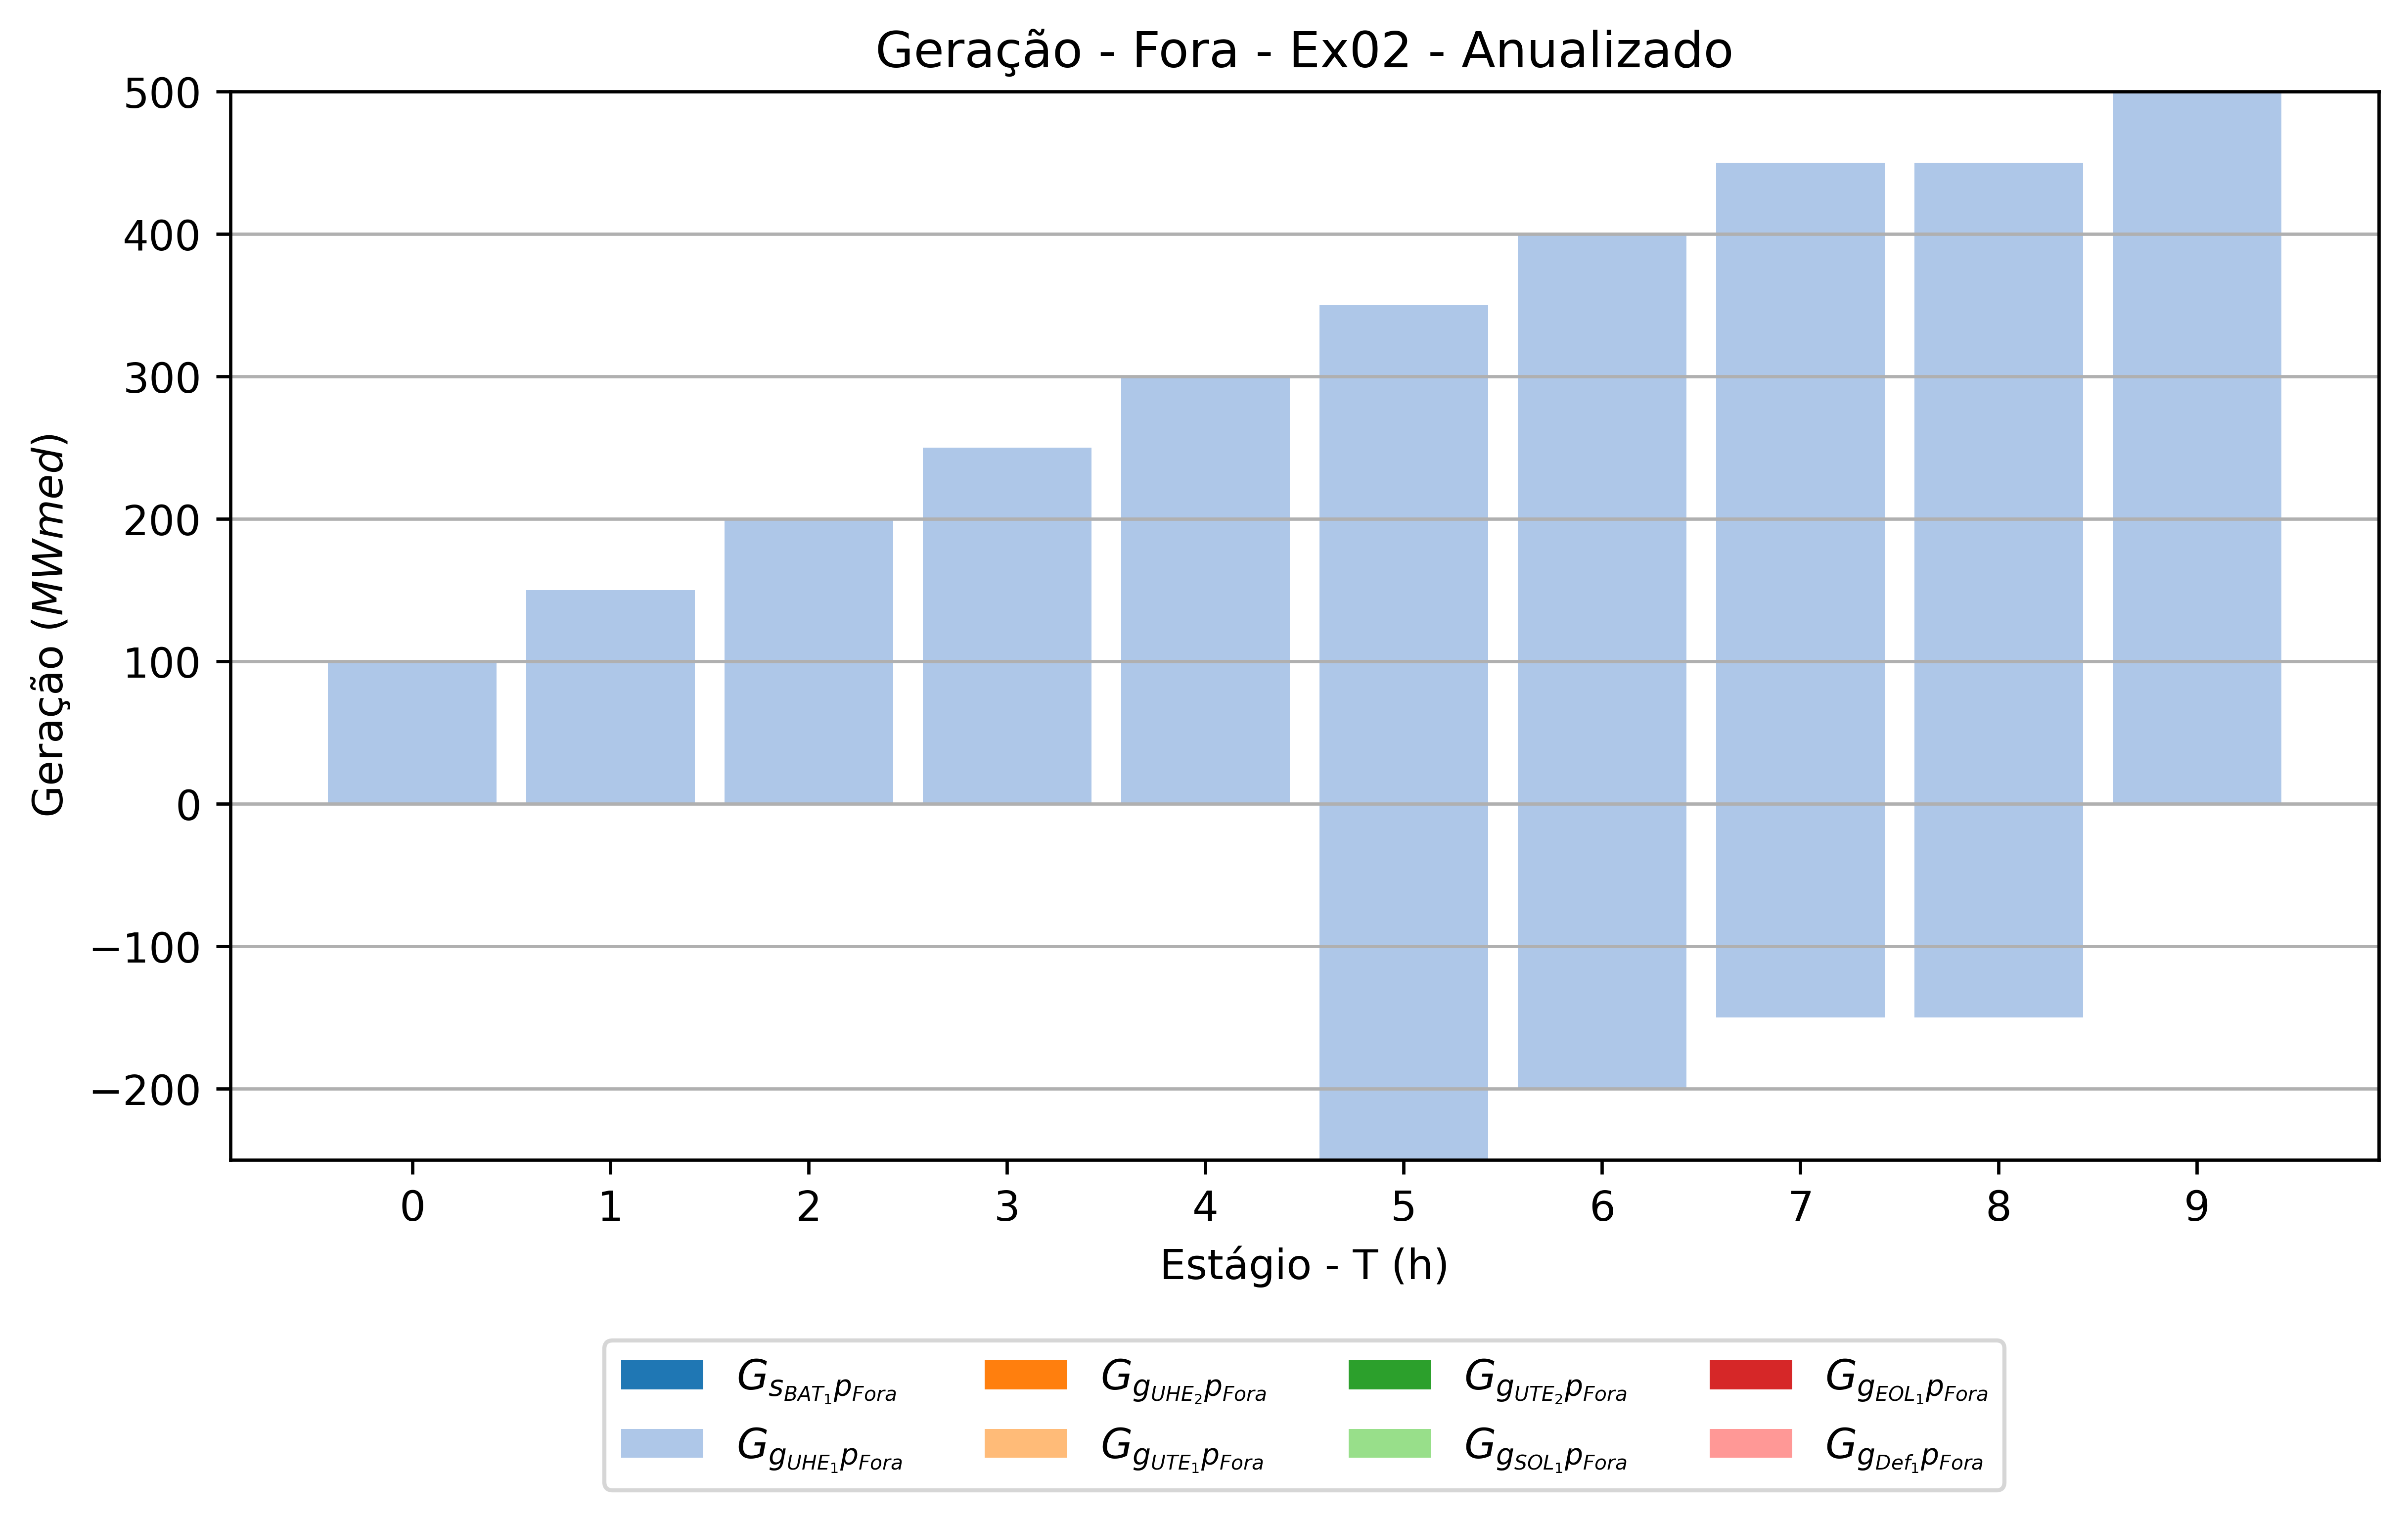 Geração - Fora - Ex02 - Anualizado
500
400
300
200
100
0
−100
−200
Geração (MWmed)
0 1 2 3 4 5 6 7 8 9
Estágio - T (h)
G_{s_{BAT_1}p_{Fora}} G_{g_{UHE_2}p_{Fora}} G_{g_{UTE_2}p_{Fora}} G_{g_{EOL_1}p_{Fora}}
G_{g_{UHE_1}p_{Fora}} G_{g_{UTE_1}p_{Fora}} G_{g_{SOL_1}p_{Fora}} G_{g_{Def_1}p_{Fora}}